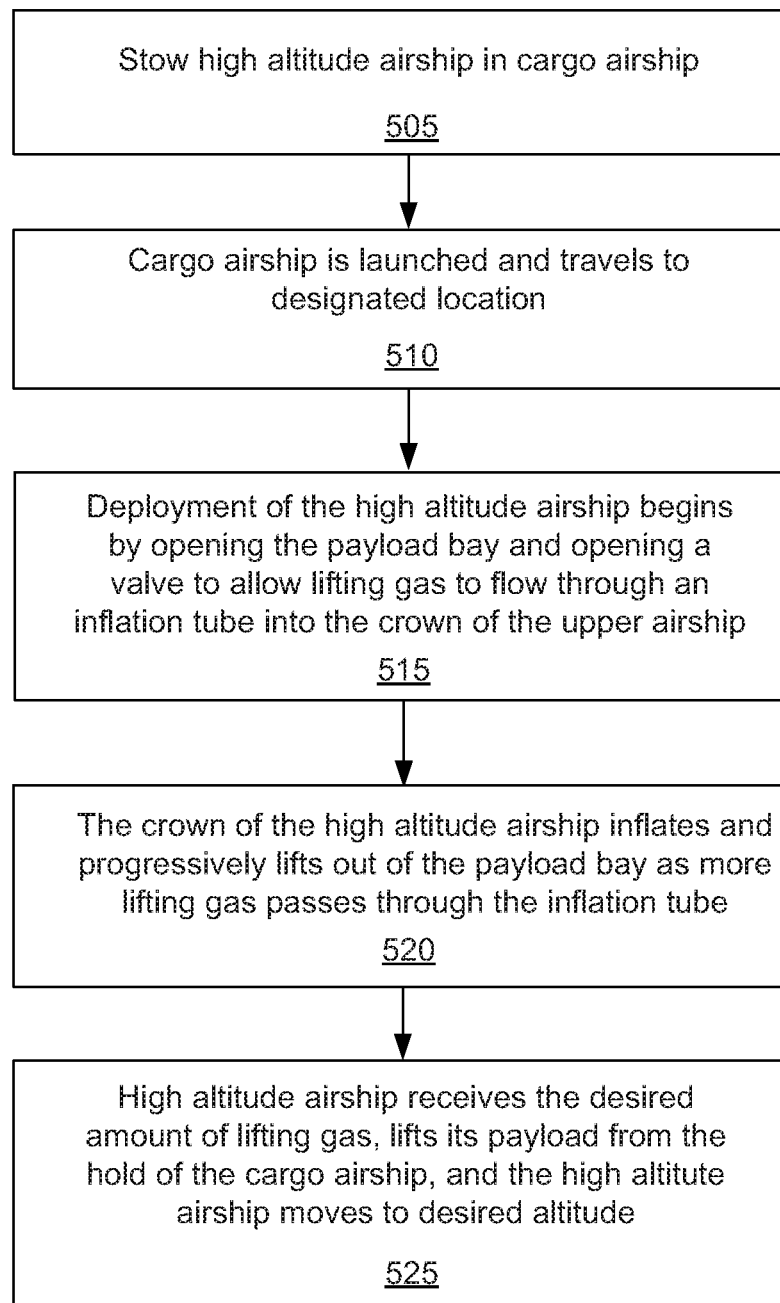 Stow high altitude airship in cargo airship
505
Cargo airship is launched and travels to
designated location
510
Deployment of the high altitude airship begins
by opening the payload bay and opening a
valve to allow lifting gas to flow through an
inflation tube into the crown of the upper airship
515
The crown of the high altitude airship inflates and
progressively lifts out of the payload bay as more
lifting gas passes through the inflation tube
520
High altitude airship receives the desired
amount of lifting gas, lifts its payload from the
hold of the cargo airship, and the high altitute
airship moves to desired altitude
525